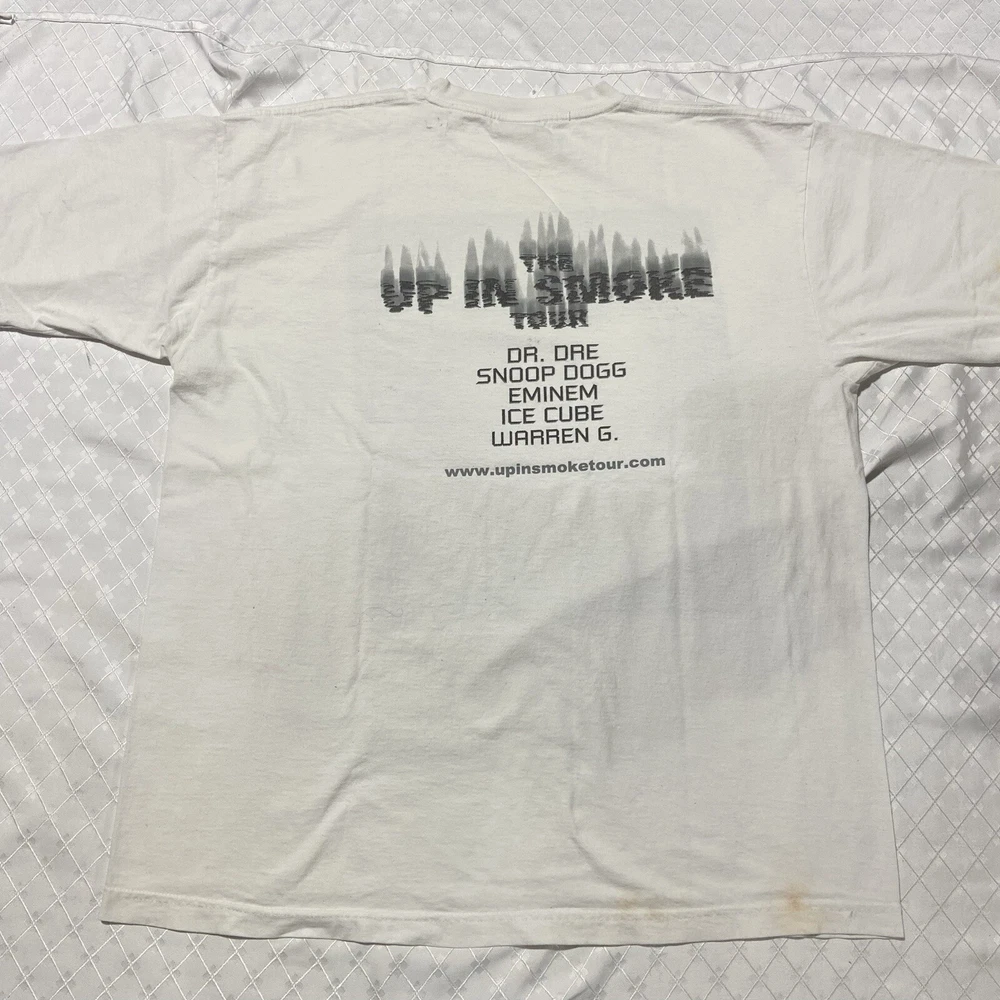 THE
UP IN SMOKE
TOUR
DR. DRE
SNOOP DOGG
EMINEM
ICE CUBE
WARREN G.
www.upinsmoketour.com